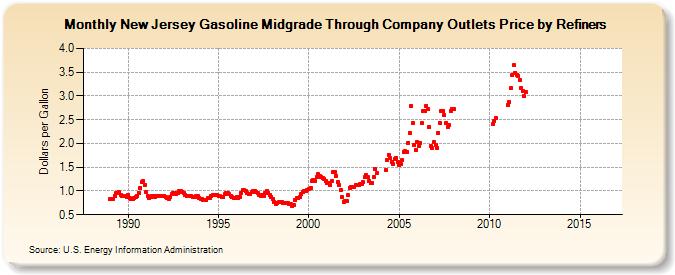 Monthly New Jersey Gasoline Midgrade Through Company Outlets Price by Refiners
Dollars per Gallon
4.0
3.5
3.0
2.5
2.0
1.5
1.0
0.5
1990 1995 2000 2005 2010 2015
Source: U.S. Energy Information Administration